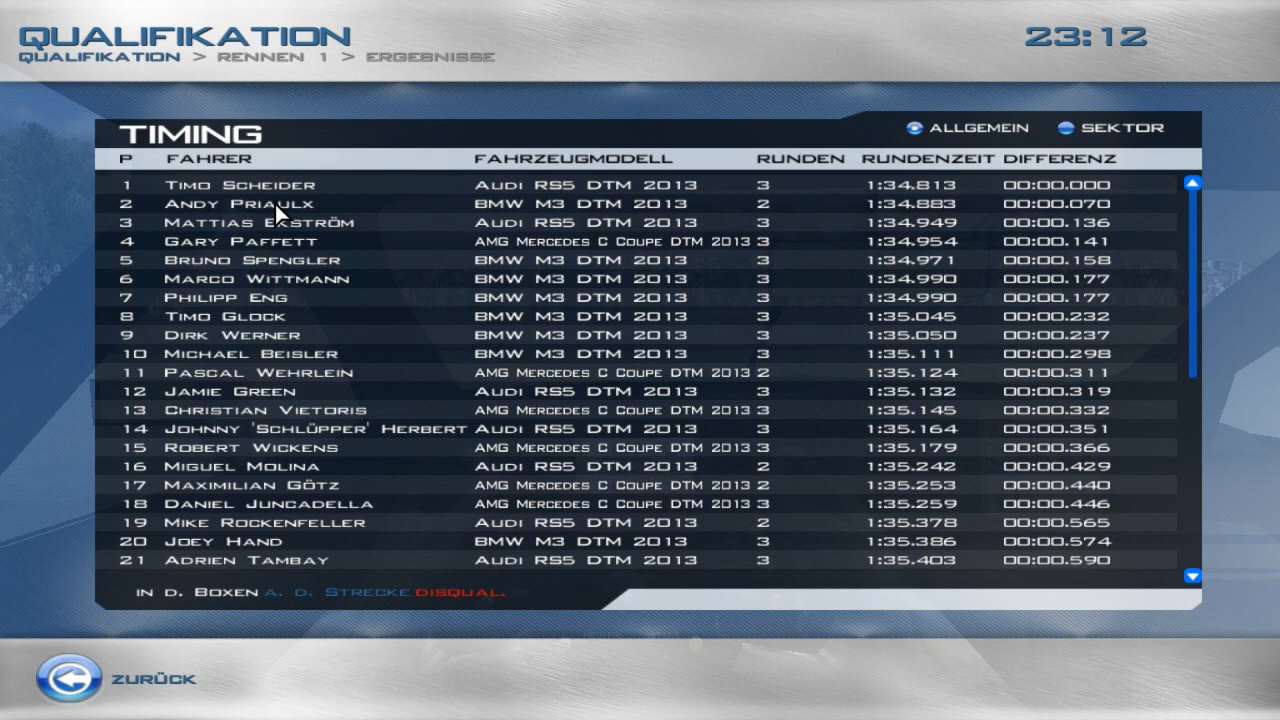 QUALIFIKATION
23:12
QUALIFIKATION > RENNEN 1 > ERGEBNISSE
TIMING
ALLGEMEIN SEKTOR
P FAHRER FAHRZEUGMODELL RUNDEN RUNDENZEIT DIFFERENZ
1 TIMO SCHEIDER AUDI RS5 DTM 2013 3 1:34.813 00:00.000
2 ANDY PRIAULX BMW M3 DTM 2013 2 1:34.883 00:00.070
3 MATTIAS EKSTRÖM AUDI RS5 DTM 2013 3 1:34.949 00:00.136
4 GARY PAFFETT AMG MERCEDES C COUPE DTM 2013 3 1:34.954 00:00.141
5 BRUNO SPENGLER BMW M3 DTM 2013 3 1:34.971 00:00.158
6 MARCO WITTMANN BMW M3 DTM 2013 3 1:34.990 00:00.177
7 PHILIPP ENG BMW M3 DTM 2013 3 1:34.990 00:00.177
8 TIMO GLOCK BMW M3 DTM 2013 3 1:35.045 00:00.232
9 DIRK WERNER BMW M3 DTM 2013 3 1:35.050 00:00.237
10 MICHAEL BEISLER BMW M3 DTM 2013 3 1:35.111 00:00.298
11 PASCAL WEHRLEIN AMG MERCEDES C COUPE DTM 2013 2 1:35.124 00:00.311
12 JAMIE GREEN AUDI RS5 DTM 2013 3 1:35.132 00:00.319
13 CHRISTIAN VIETORIS AMG MERCEDES C COUPE DTM 2013 3 1:35.145 00:00.332
14 JOHNNY 'SCHLÜPPER' HERBERT AUDI RS5 DTM 2013 3 1:35.164 00:00.351
15 ROBERT WICKENS AMG MERCEDES C COUPE DTM 2013 3 1:35.179 00:00.366
16 MIGUEL MOLINA AUDI RS5 DTM 2013 2 1:35.242 00:00.429
17 MAXIMILIAN GÖTZ AMG MERCEDES C COUPE DTM 2013 2 1:35.253 00:00.440
18 DANIEL JUNCADELLA AMG MERCEDES C COUPE DTM 2013 3 1:35.259 00:00.446
19 MIKE ROCKENFELLER AUDI RS5 DTM 2013 2 1:35.378 00:00.565
20 JOEY HAND BMW M3 DTM 2013 3 1:35.386 00:00.574
21 ADRIEN TAMBAY AUDI RS5 DTM 2013 3 1:35.403 00:00.590
IN D. BOXEN A. D. STRECKE DISQUAL.
ZURÜCK